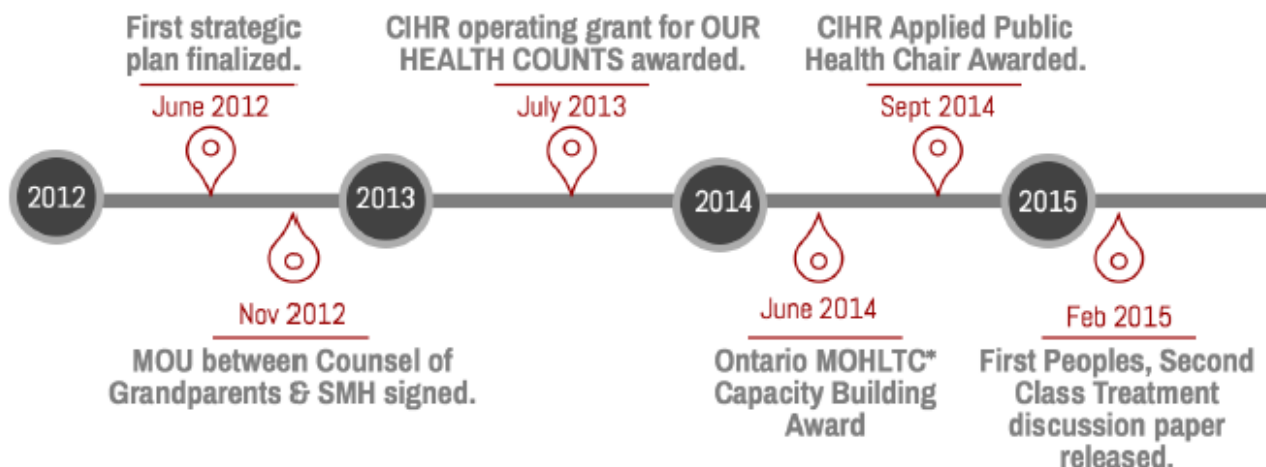 First strategic
plan finalized.
June 2012
CIHR operating grant for OUR
HEALTH COUNTS awarded.
July 2013
CIHR Applied Public
Health Chair Awarded.
Sept 2014
2012
2013
2014
2015
Nov 2012
MOU between Counsel of
Grandparents & SMH signed.
June 2014
Ontario MOHLTC*
Capacity Building
Award
Feb 2015
First Peoples, Second
Class Treatment
discussion paper
released.